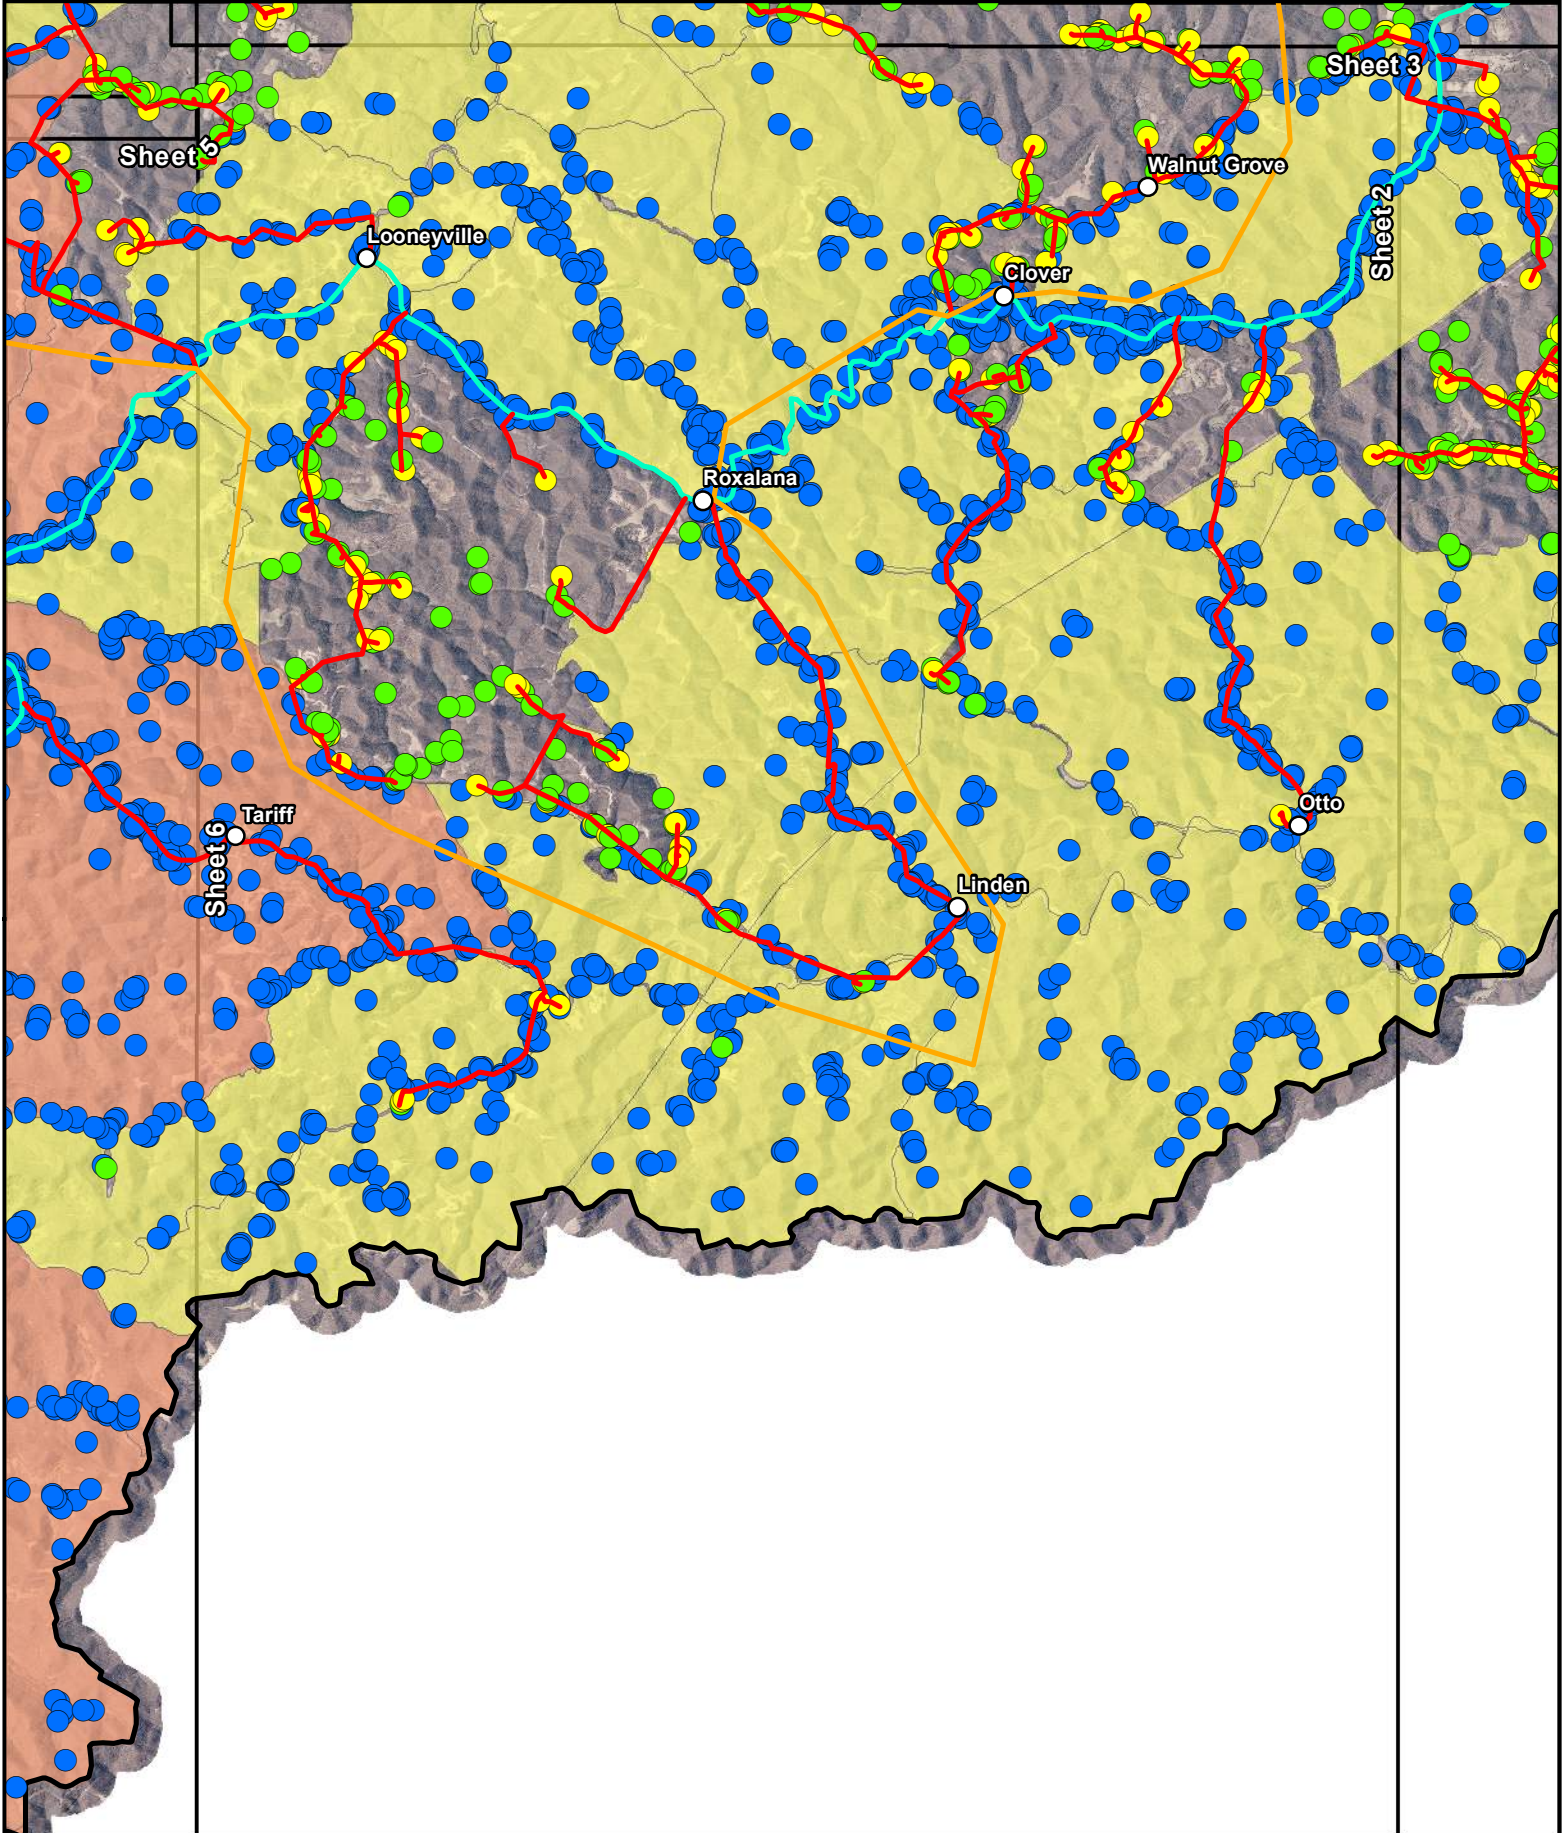 Sheet 3
Sheet 5
Walnut Grove
Sheet 2
Looneyville
Clover
Roxalana
Otto
Tariff
Sheet 6
Linden